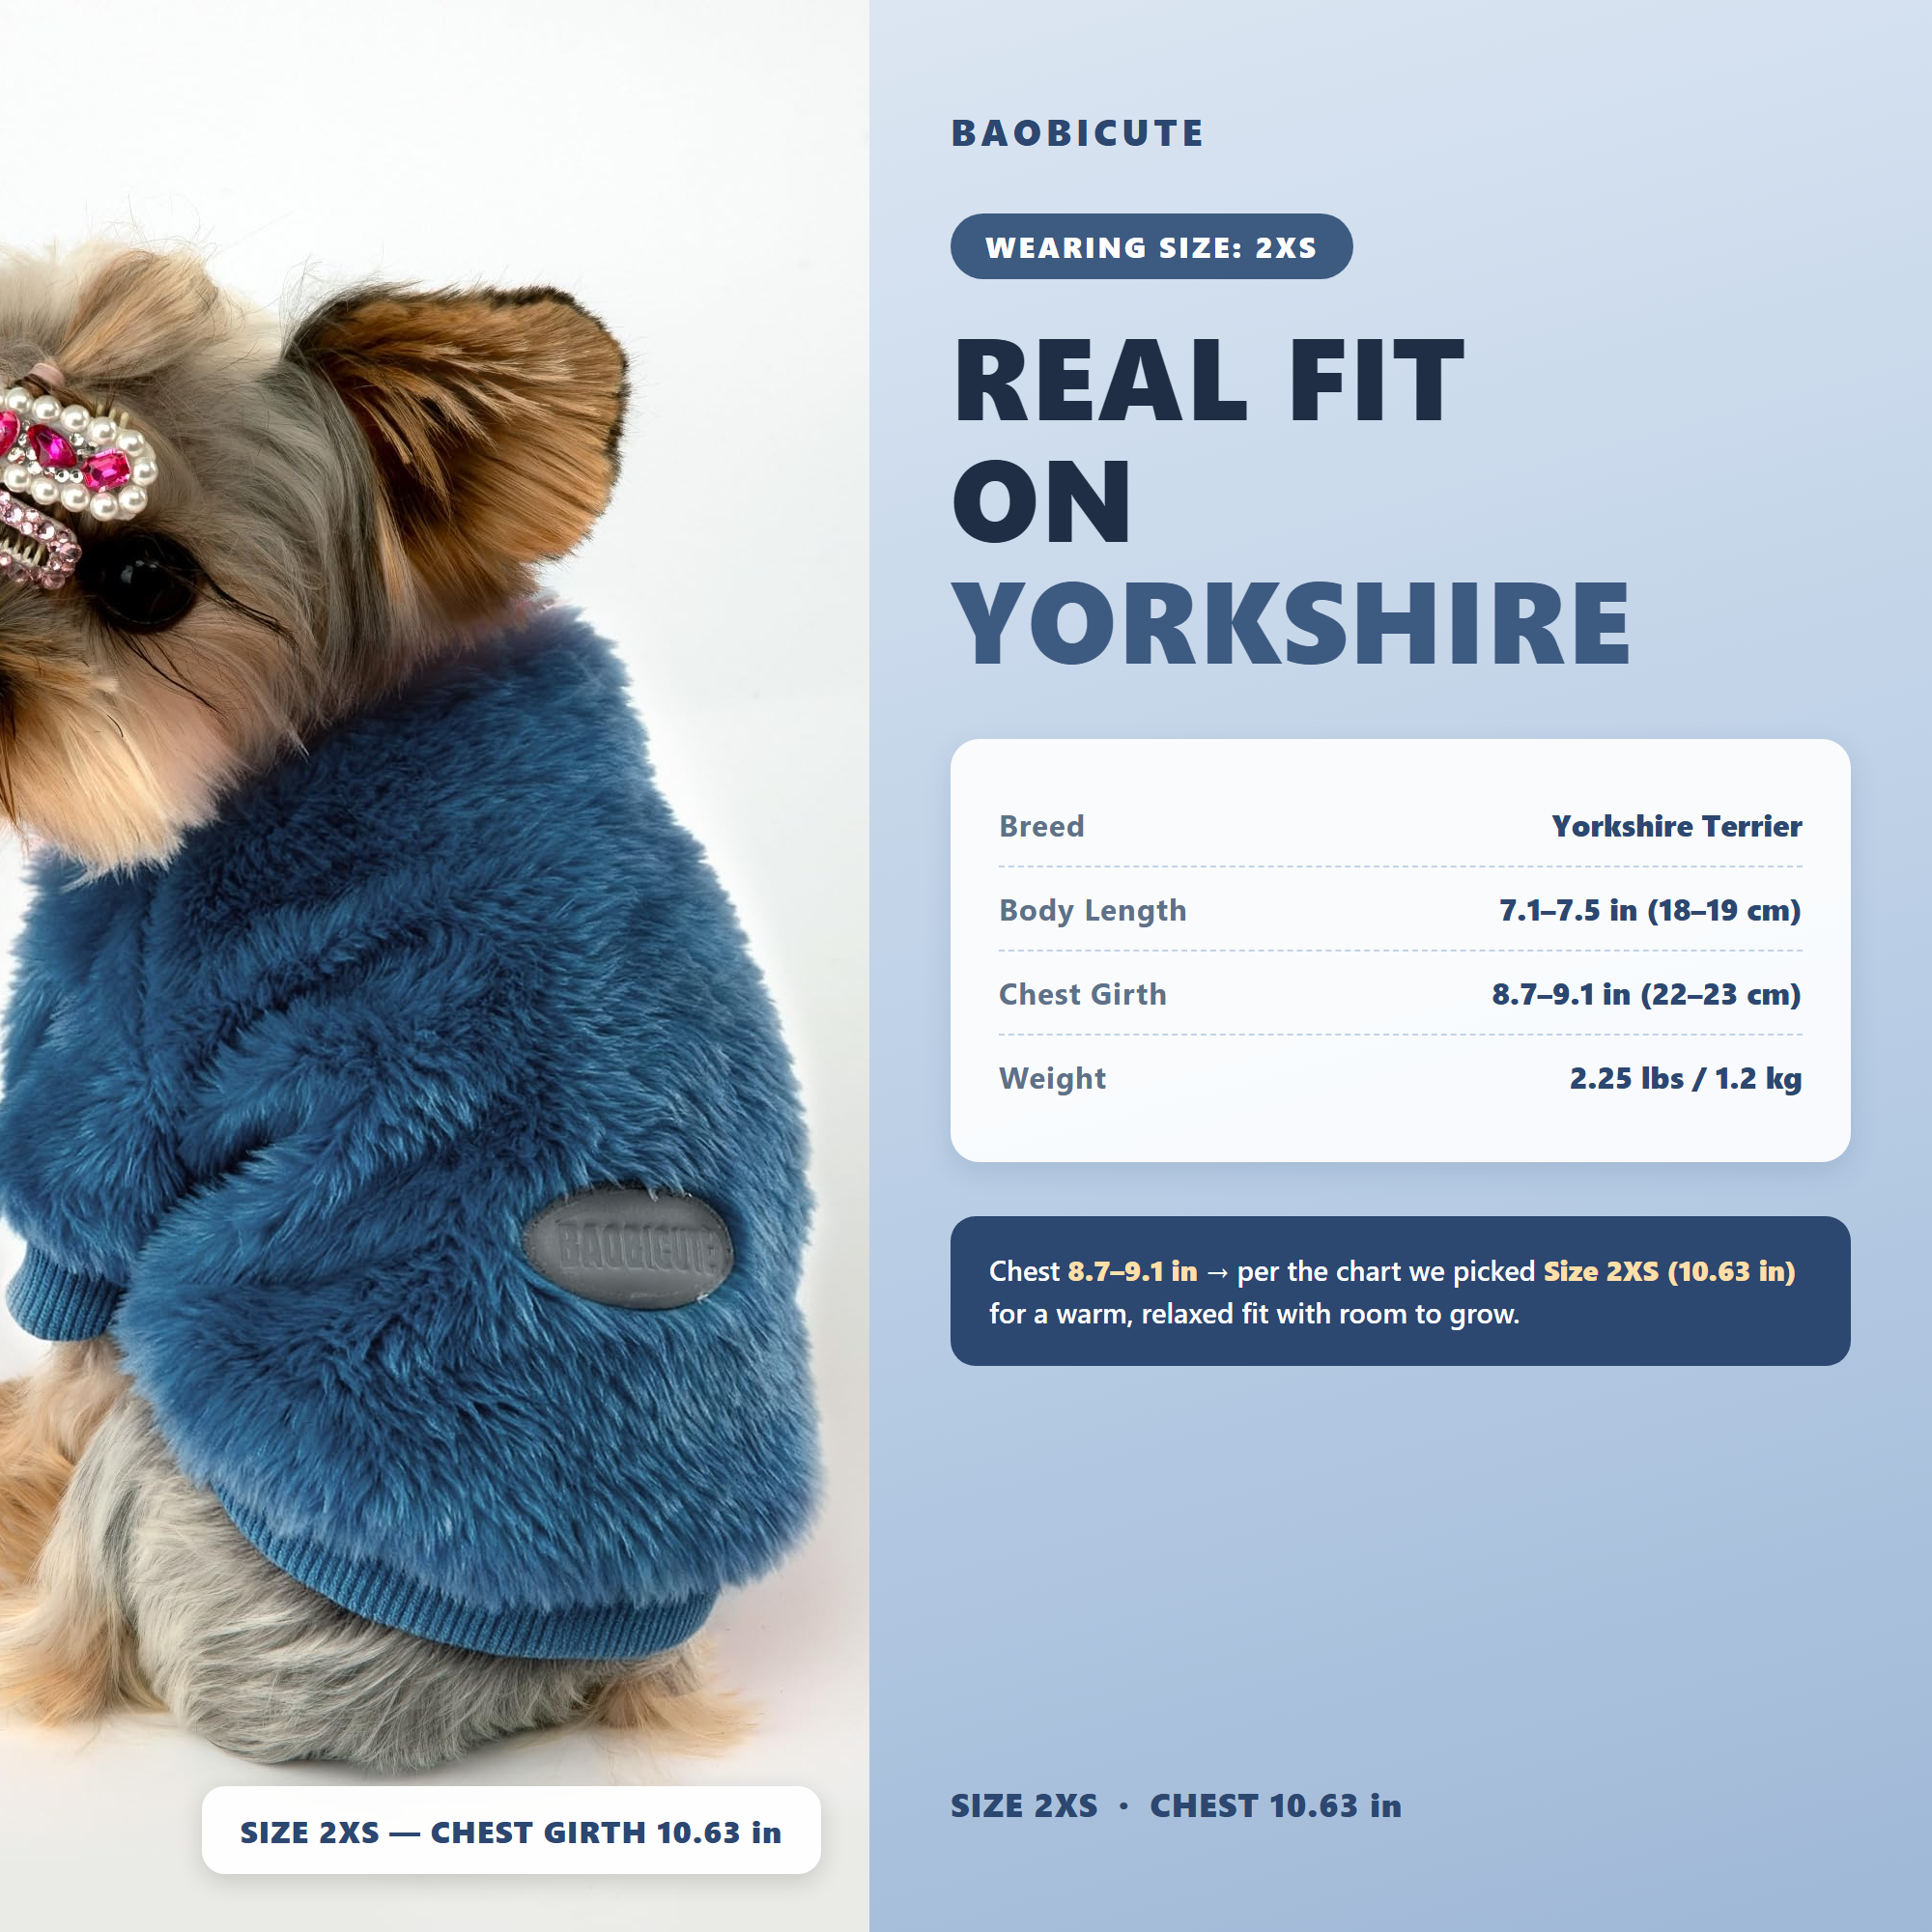 BAOBICUTE
WEARING SIZE: 2XS
REAL FIT
ON
YORKSHIRE
Breed Yorkshire Terrier
Body Length 7.1–7.5 in (18–19 cm)
Chest Girth 8.7–9.1 in (22–23 cm)
Weight 2.25 lbs / 1.2 kg
Chest 8.7–9.1 in → per the chart we picked Size 2XS (10.63 in)
for a warm, relaxed fit with room to grow.
SIZE 2XS · CHEST 10.63 in
BAOBICUTE
SIZE 2XS — CHEST GIRTH 10.63 in